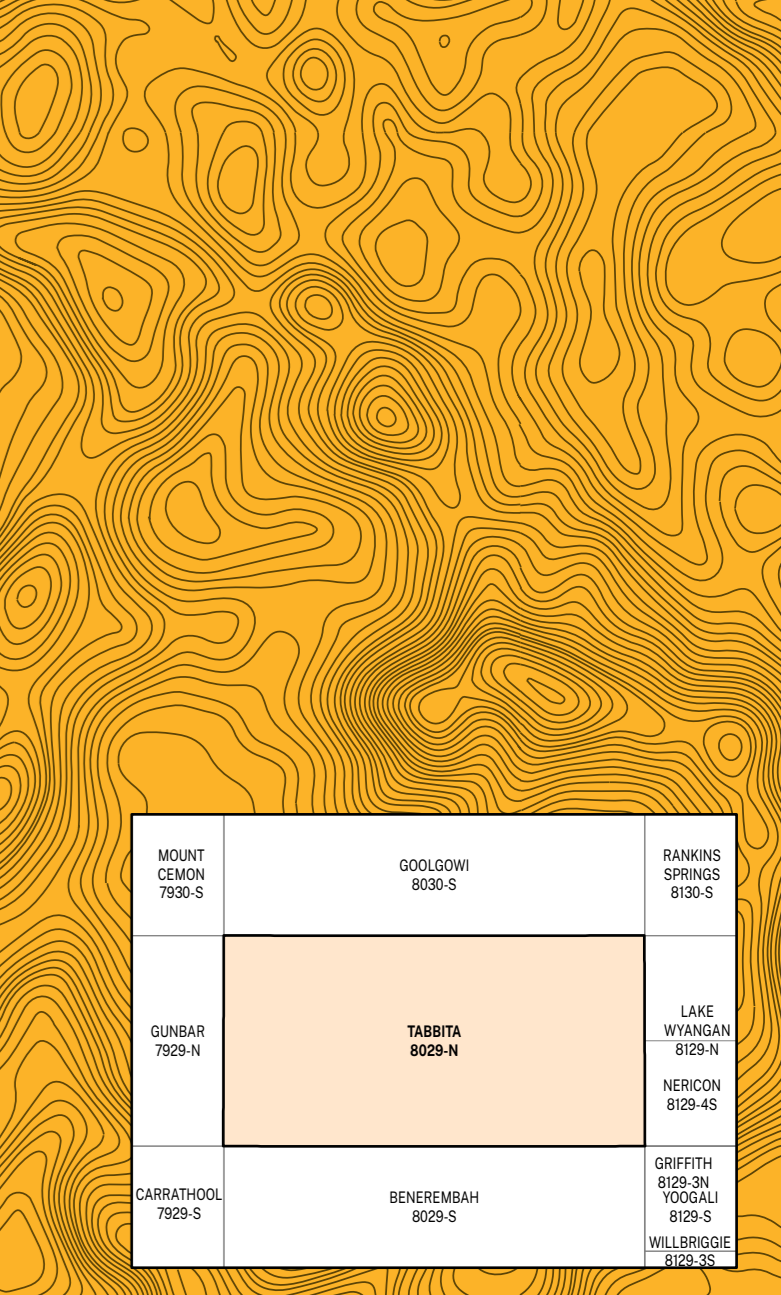 MOUNT
CEMON
7930-S
GOOLGOWI
8030-S
RANKINS
SPRINGS
8130-S
GUNBAR
7929-N
TABBITA
8029-N
LAKE
WYANGAN
8129-N
NERICON
8129-4S
CARRATHOOL
7929-S
BENEREMBAH
8029-S
GRIFFITH
8129-3N
YOOGALI
8129-S
WILLBRIGGIE
8129-3S